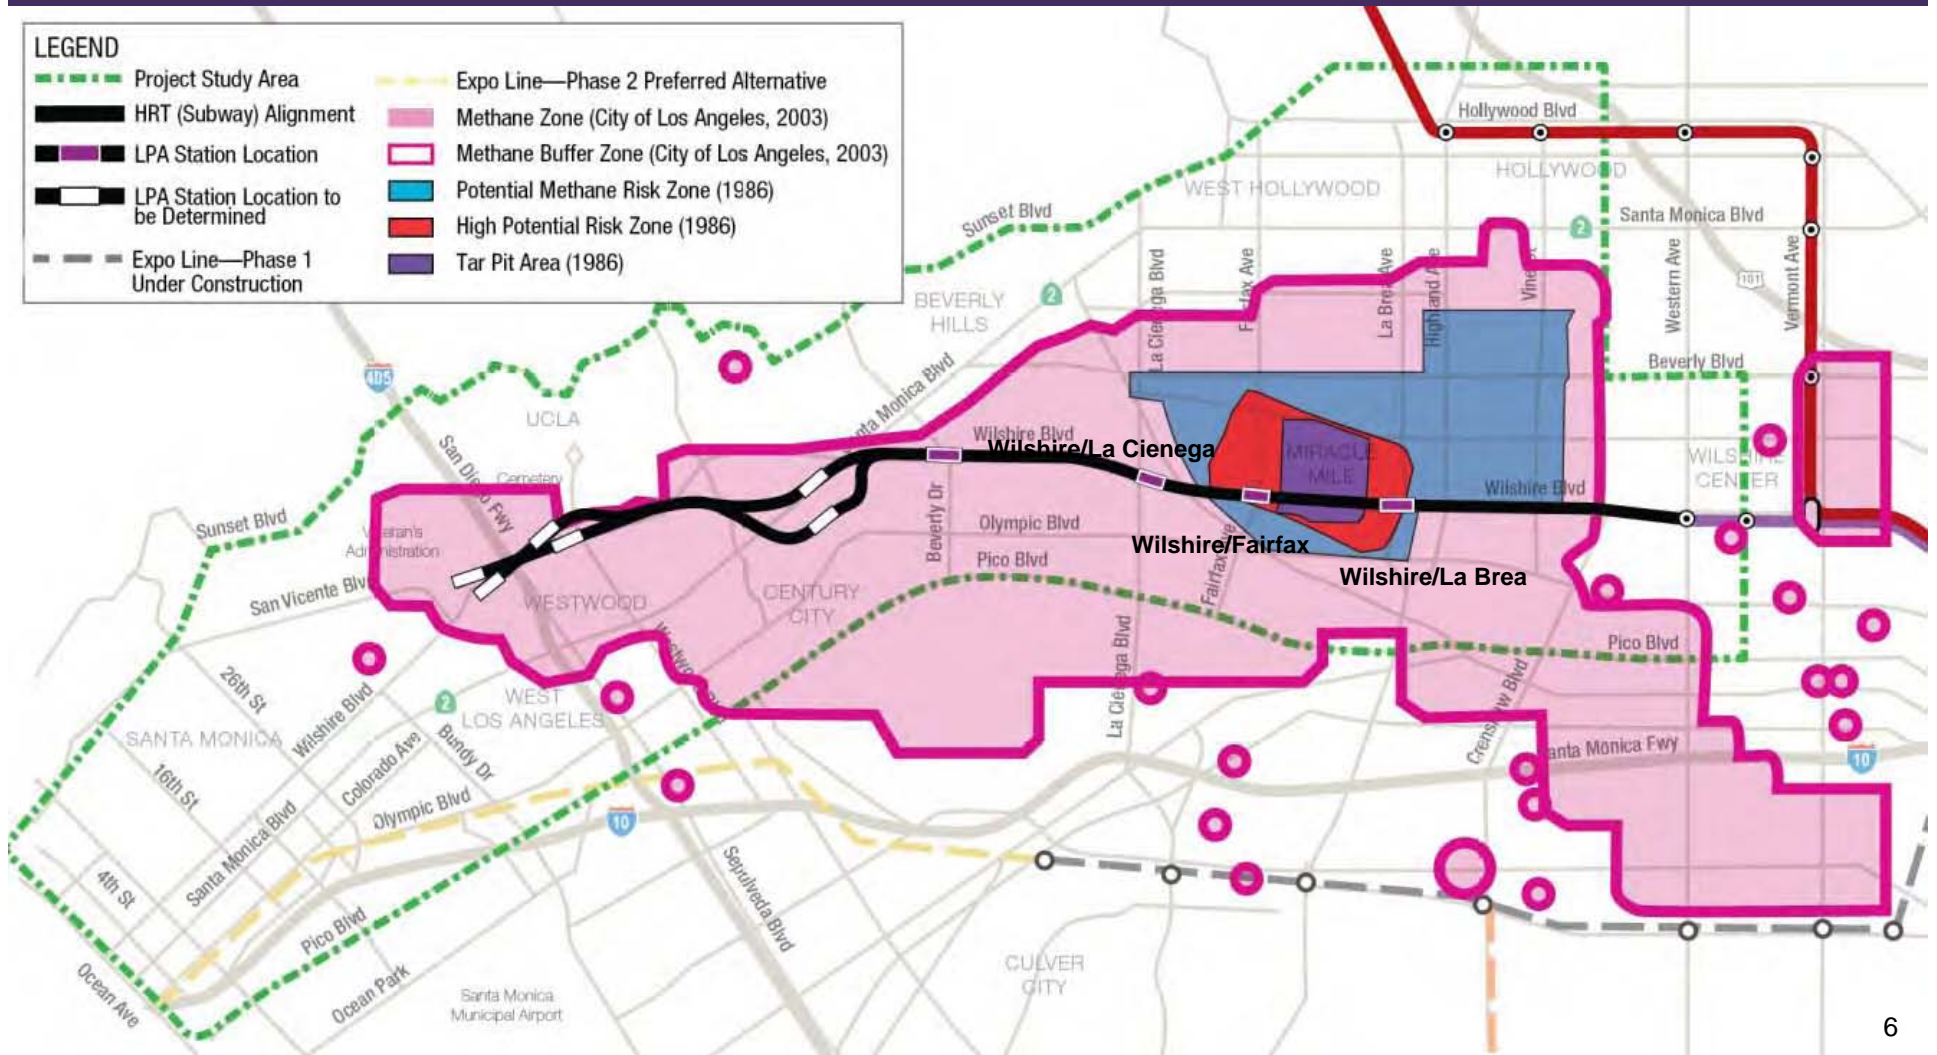 LEGEND
Project Study Area
HRT (Subway) Alignment
LPA Station Location
LPA Station Location to
be Determined
Expo Line—Phase 1
Under Construction
Expo Line—Phase 2 Preferred Alternative
Methane Zone (City of Los Angeles, 2003)
Methane Buffer Zone (City of Los Angeles, 2003)
Potential Methane Risk Zone (1986)
High Potential Risk Zone (1986)
Tar Pit Area (1986)
Hollywood Blvd
HOLLYWOOD
WEST HOLLYWOOD
Sunset Blvd
Santa Monica Blvd
2
2
101
BEVERLY
HILLS
La Cienega Blvd
Fairfax Ave
La Brea Ave
Highland Ave
Western Ave
Vermont Ave
Beverly Blvd
405
UCLA
Santa Monica Blvd
Wilshire Blvd
Wilshire/La Cienega
MIRACLE
MILE
WILSHIRE
CENTER
Wilshire Blvd
San Diego Fwy
Cemetery
Sunset Blvd
Veteran's
Administration
Beverly Dr
Olympic Blvd
Pico Blvd
Wilshire/Fairfax
Fairfax Ave
Wilshire/La Brea
San Vicente Blvd
WESTWOOD
CENTURY
CITY
La Cienega Blvd
Pico Blvd
26th St
Wilshire Blvd
2
WEST
LOS ANGELES
Crenshaw Blvd
SANTA MONICA
Colorado Ave
Bundy Dr
Santa Monica Fwy
10
16th St
Santa Monica Blvd
Olympic Blvd
10
4th St
Sepulveda Blvd
Pico Blvd
Ocean Ave
Ocean Park
CULVER
CITY
Santa Monica
Municipal Airport
6